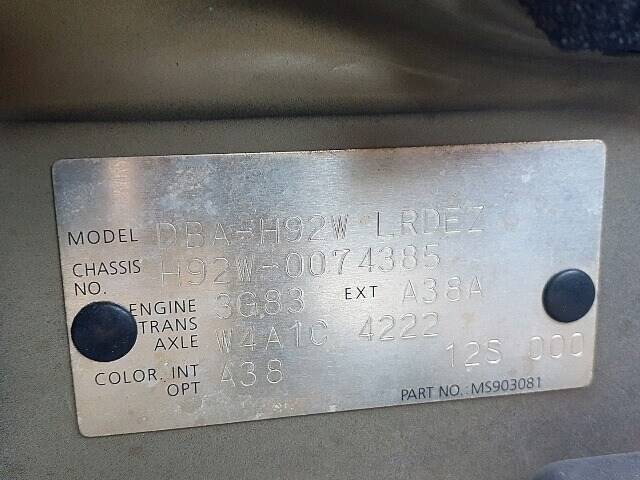 MODEL DBA-H92W LRDEZ
CHASSIS NO. H92W-0074385
ENGINE 3G83 EXT A38A
TRANS AXLE W4A1C 4222
COLOR. INT OPT A38 12S 000
PART NO.: MS903081